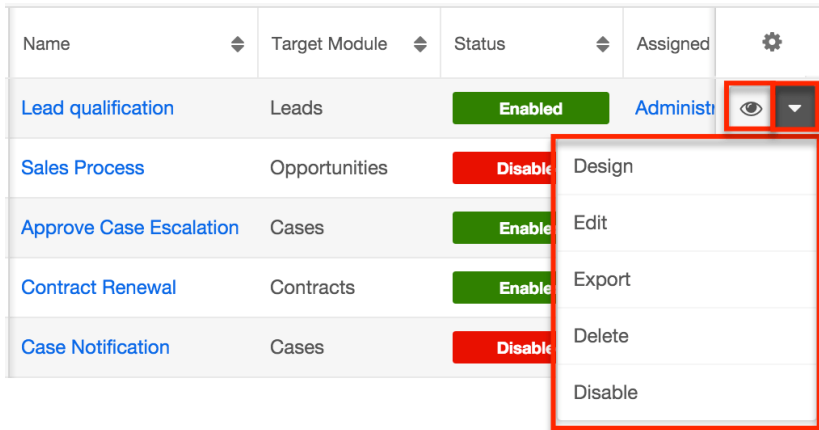 Name Target Module Status Assigned
Lead qualification Leads Enabled Administr
Sales Process Opportunities Disable
Approve Case Escalation Cases Enable
Contract Renewal Contracts Enable
Case Notification Cases Disable
Design
Edit
Export
Delete
Disable